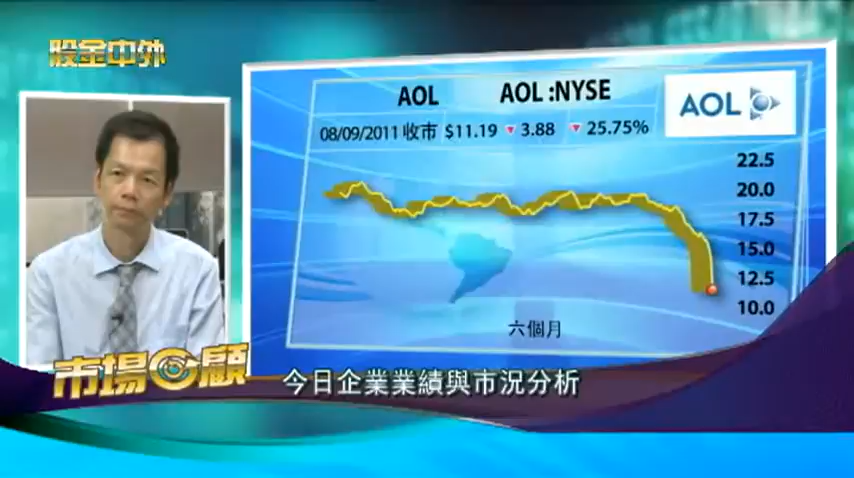 股金中外
AOL AOL :NYSE
AOL
08/09/2011 收市 $11.19 ▼ 3.88 ▼ 25.75%
22.5
20.0
17.5
15.0
12.5
10.0
六個月
市場回顧
今日企業業績與市況分析